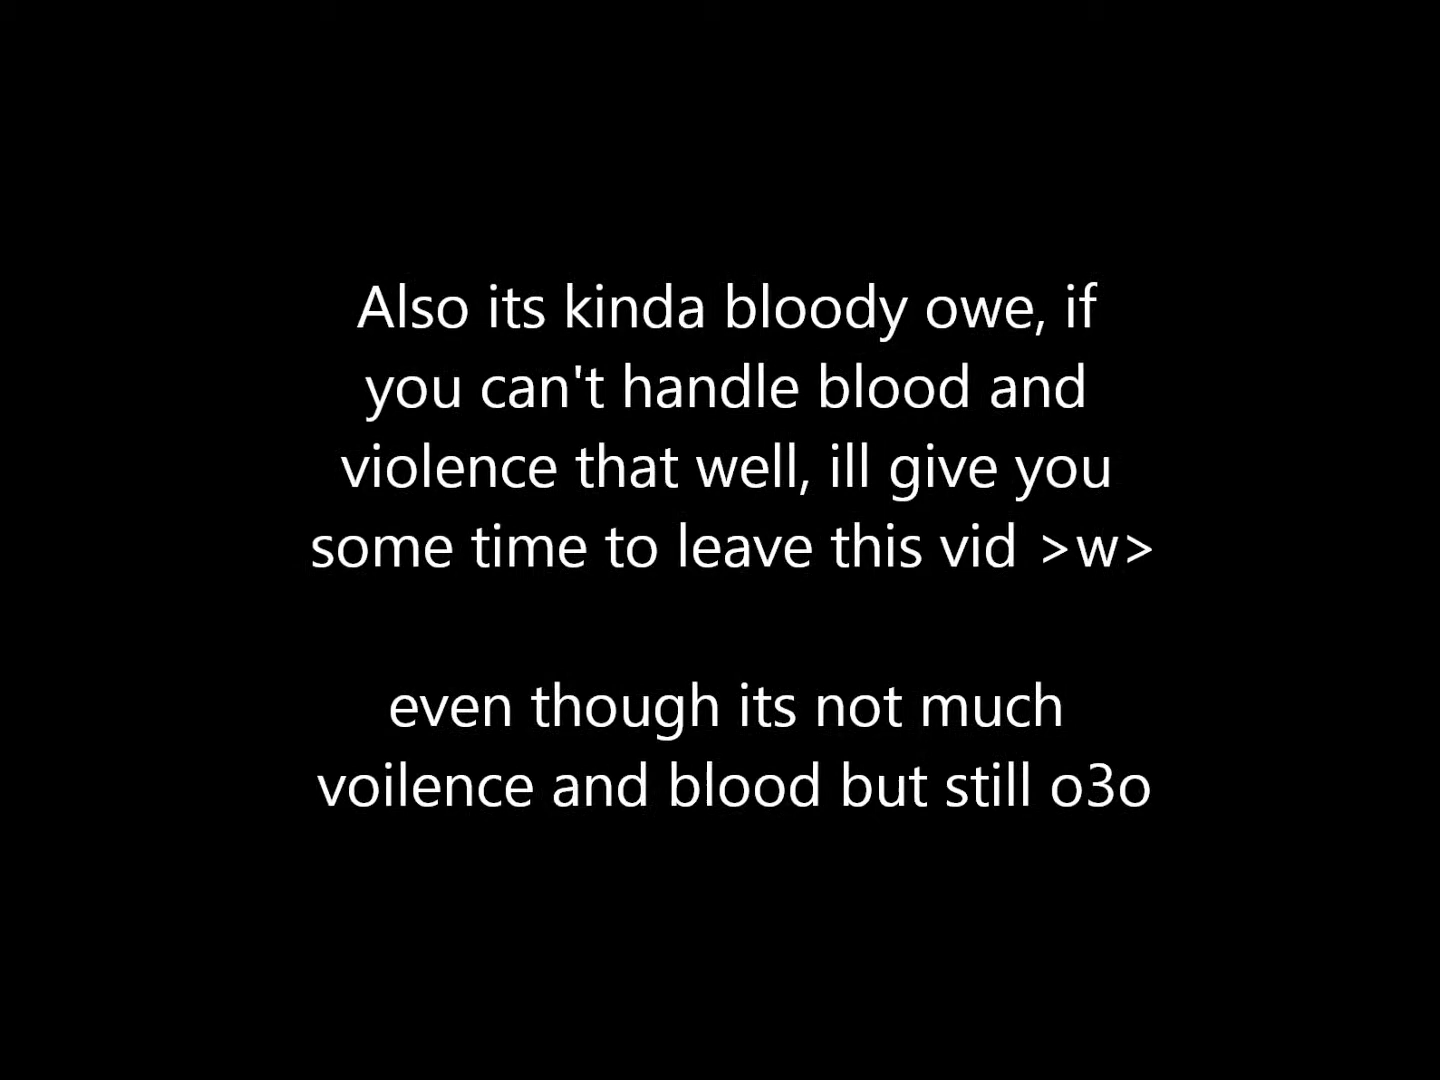 Also its kinda bloody owe, if
you can't handle blood and
violence that well, ill give you
some time to leave this vid >w>
even though its not much
voilence and blood but still o3o